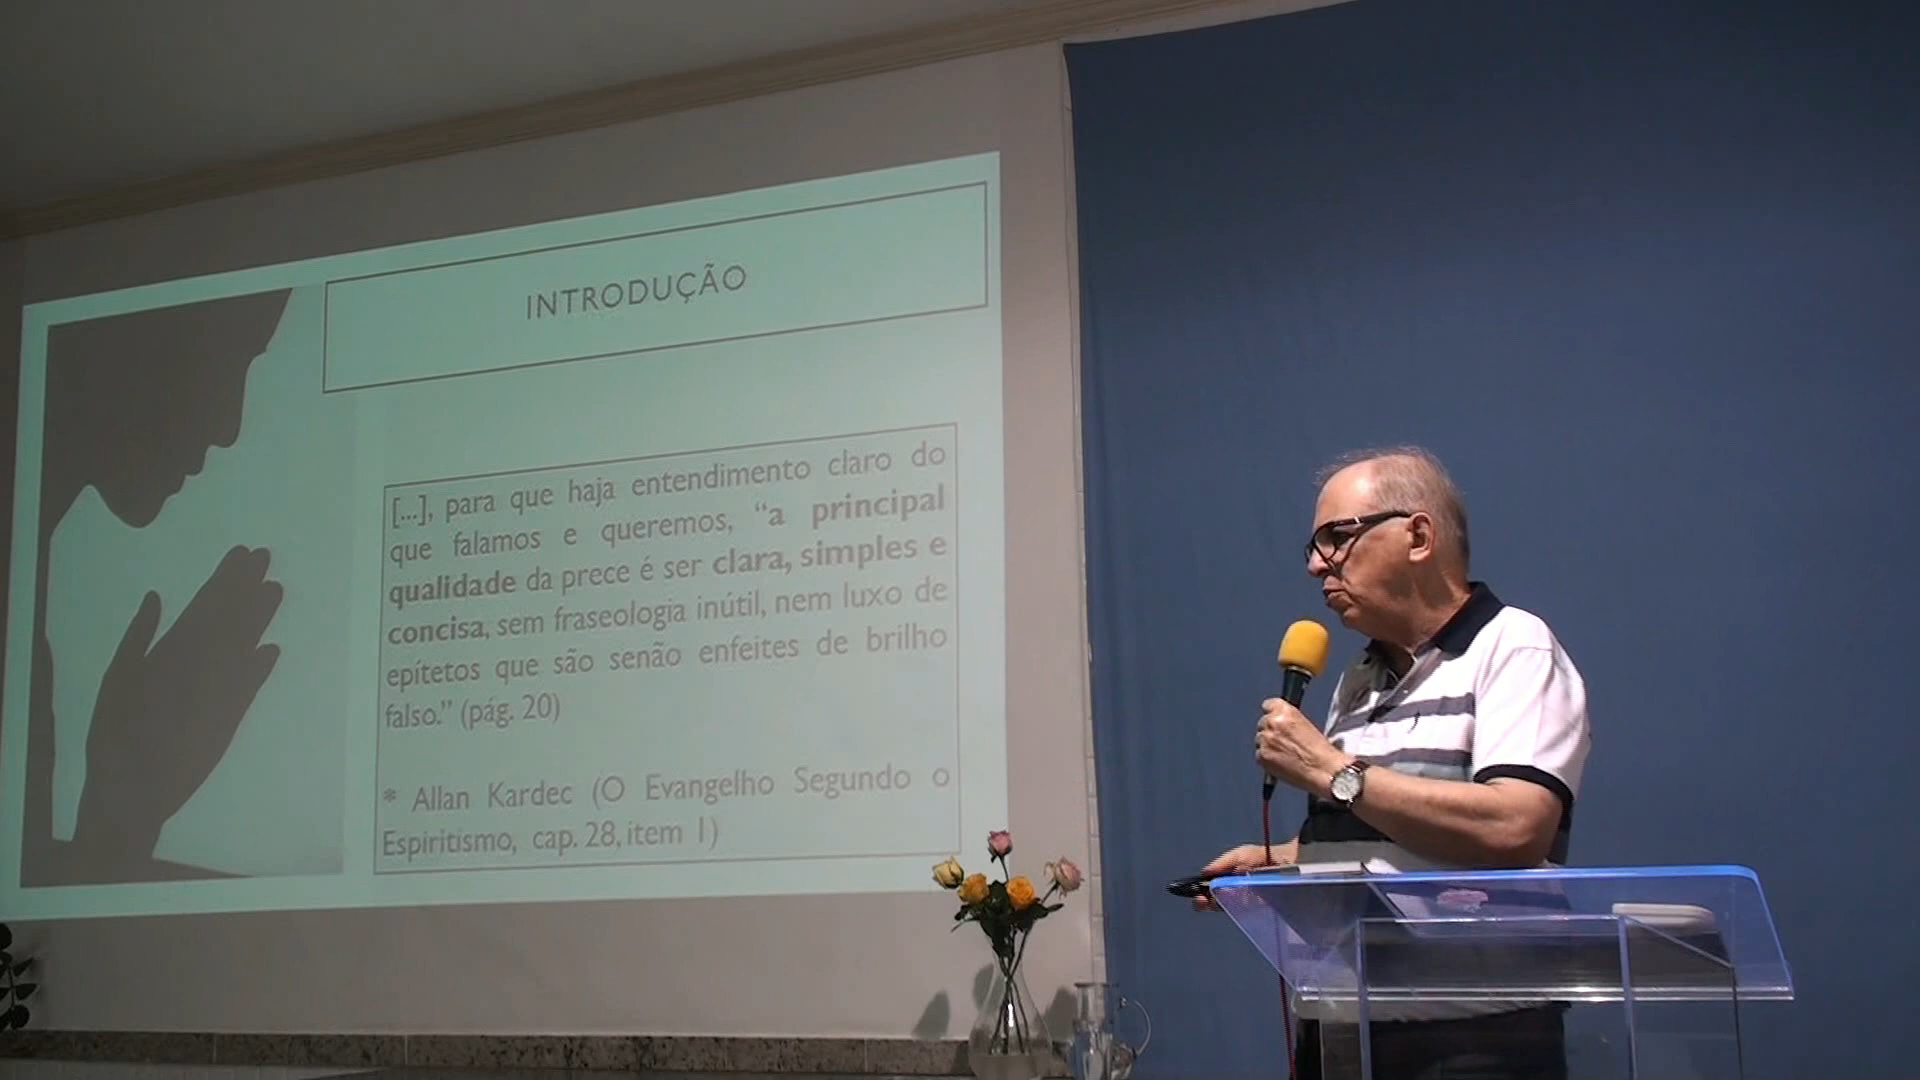 INTRODUÇÃO
[...], para que haja entendimento claro do
que falamos e queremos, “a principal
qualidade da prece é ser clara, simples e
concisa, sem fraseologia inútil, nem luxo de
epítetos que são senão enfeites de brilho
falso.” (pág. 20)
* Allan Kardec (O Evangelho Segundo o
Espiritismo, cap. 28, item 1)